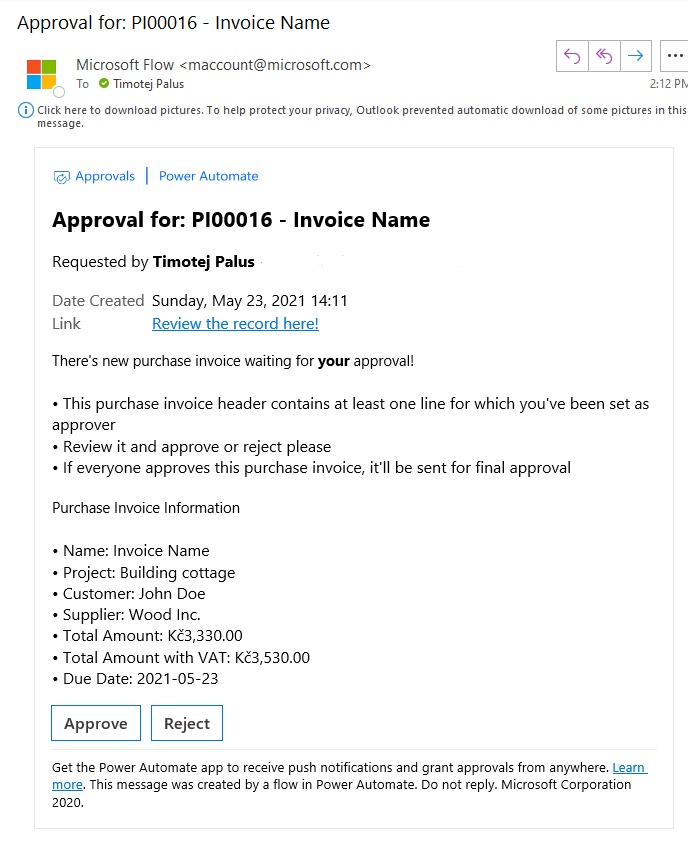 Approval for: PI00016 - Invoice Name
Microsoft Flow <maccount@microsoft.com>
To Timotej Palus
2:12 PM
Click here to download pictures. To help protect your privacy, Outlook prevented automatic download of some pictures in this
message.
Approvals | Power Automate
Approval for: PI00016 - Invoice Name
Requested by Timotej Palus
Date Created Sunday, May 23, 2021 14:11
Link Review the record here!
There's new purchase invoice waiting for your approval!
• This purchase invoice header contains at least one line for which you've been set as
approver
• Review it and approve or reject please
• If everyone approves this purchase invoice, it'll be sent for final approval
Purchase Invoice Information
• Name: Invoice Name
• Project: Building cottage
• Customer: John Doe
• Supplier: Wood Inc.
• Total Amount: Kč3,330.00
• Total Amount with VAT: Kč3,530.00
• Due Date: 2021-05-23
Approve Reject
Get the Power Automate app to receive push notifications and grant approvals from anywhere. Learn
more. This message was created by a flow in Power Automate. Do not reply. Microsoft Corporation
2020.